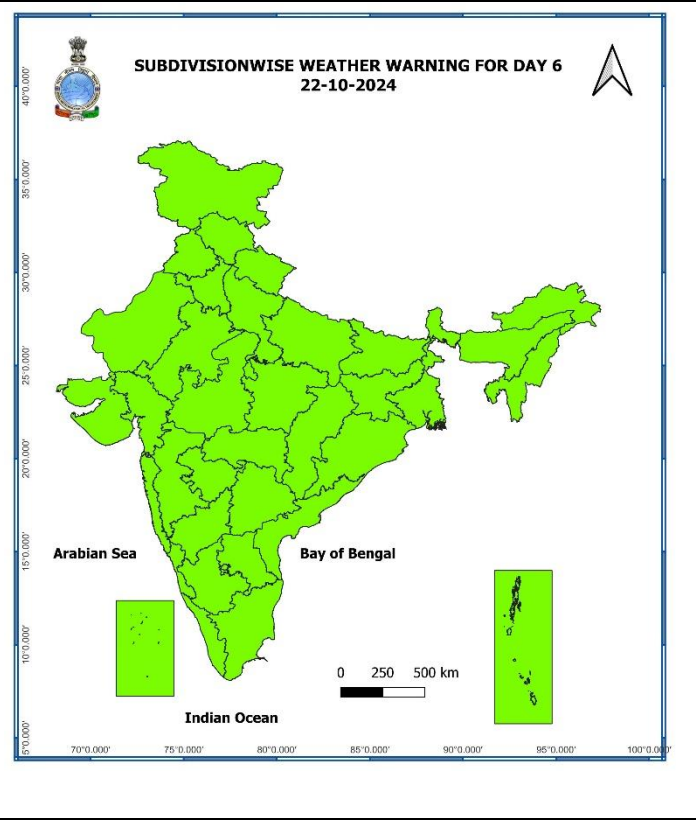 SUBDIVISIONWISE WEATHER WARNING FOR DAY 6
22-10-2024
40°0.000'
35°0.000'
30°0.000'
25°0.000'
20°0.000'
15°0.000'
10°0.000'
5°0.000'
Arabian Sea
Bay of Bengal
0 250 500 km
Indian Ocean
70°0.000' 75°0.000' 80°0.000' 85°0.000' 90°0.000' 95°0.000' 100°0.000'